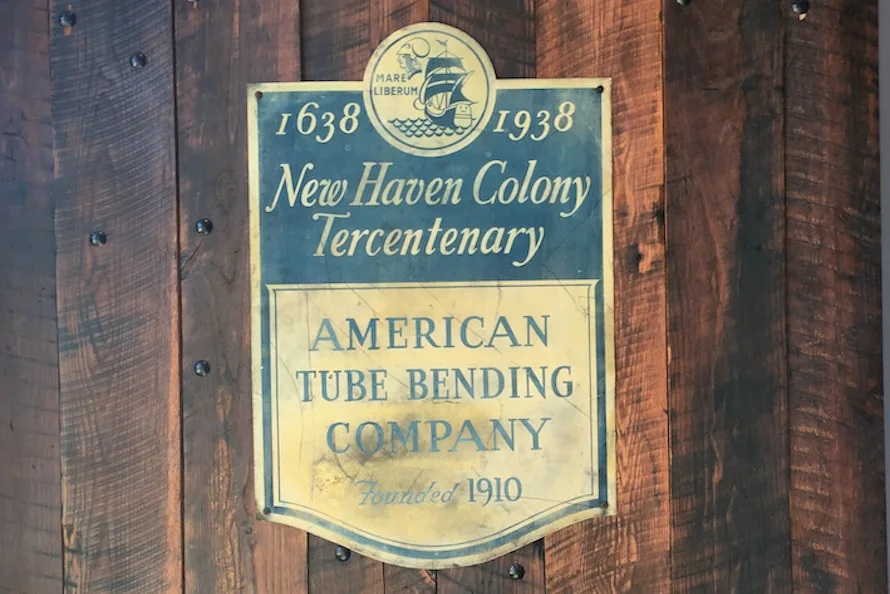 MARE
LIBERUM
1638 1938
New Haven Colony
Tercentenary
AMERICAN
TUBE BENDING
COMPANY
Founded 1910